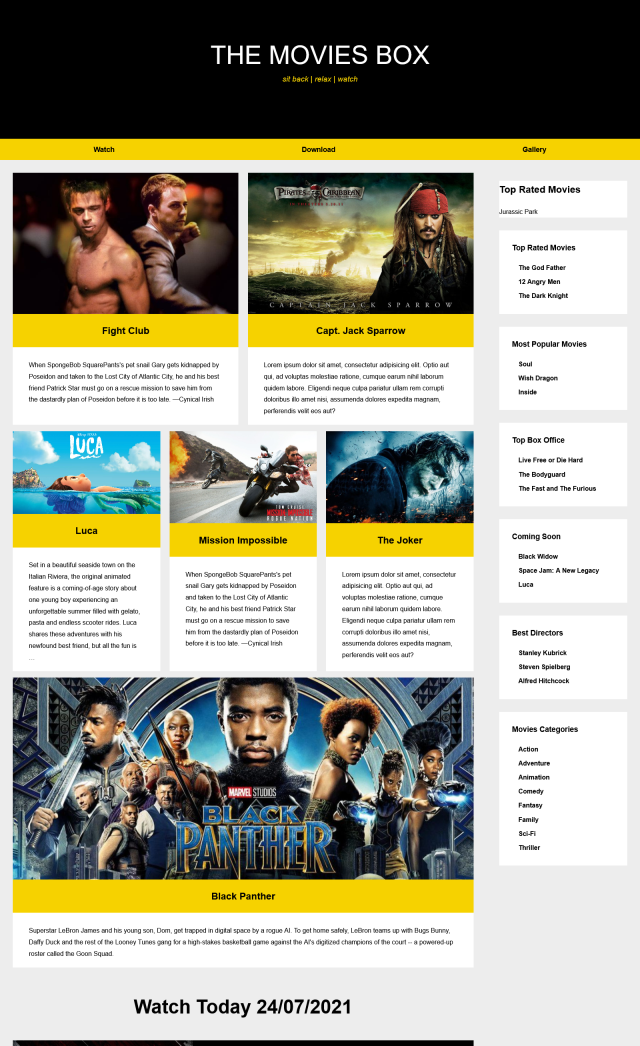 THE MOVIES BOX
sit back | relax | watch
Watch
Download
Gallery
PIRATES of the CARIBBEAN
CAPTAIN JACK SPARROW
Fight Club
When SpongeBob SquarePants's pet snail Gary gets kidnapped by
Poseidon and taken to the Lost City of Atlantic City, he and his best
friend Patrick Star must go on a rescue mission to save him from
the dastardly plan of Poseidon before it is too late. —Cynical Irish
Capt. Jack Sparrow
Lorem ipsum dolor sit amet, consectetur adipisicing elit. Optio aut
qui, ad voluptas molestiae ratione, cumque earum nihil laborum
quidem labore. Eligendi neque culpa pariatur ullam rem corrupti
doloribus illo amet nisi, assumenda dolores expedita magnam,
perferendis velit eos aut?
LUCA
Luca
Set in a beautiful seaside town on the
Italian Riviera, the original animated
feature is a coming-of-age story about
one young boy experiencing an
unforgettable summer filled with gelato,
pasta and endless scooter rides. Luca
shares these adventures with his
newfound best friend, but all the fun is
...
TOM CRUISE
MISSION IMPOSSIBLE
ROGUE NATION
Mission Impossible
When SpongeBob SquarePants's pet
snail Gary gets kidnapped by Poseidon
and taken to the Lost City of Atlantic
City, he and his best friend Patrick Star
must go on a rescue mission to save
him from the dastardly plan of Poseidon
before it is too late. —Cynical Irish
The Joker
Lorem ipsum dolor sit amet, consectetur
adipisicing elit. Optio aut qui, ad
voluptas molestiae ratione, cumque
earum nihil laborum quidem labore.
Eligendi neque culpa pariatur ullam rem
corrupti doloribus illo amet nisi,
assumenda dolores expedita magnam,
perferendis velit eos aut?
MARVEL STUDIOS
BLACK
PANTHER
Black Panther
Superstar LeBron James and his young son, Dom, get trapped in digital space by a rogue AI. To get home safely, LeBron teams up with Bugs Bunny,
Daffy Duck and the rest of the Looney Tunes gang for a high-stakes basketball game against the AI's digitized champions of the court -- a powered-up
roster called the Goon Squad.
Watch Today 24/07/2021
Top Rated Movies
Jurassic Park
Top Rated Movies
The God Father
12 Angry Men
The Dark Knight
Most Popular Movies
Soul
Wish Dragon
Inside
Top Box Office
Live Free or Die Hard
The Bodyguard
The Fast and The Furious
Coming Soon
Black Widow
Space Jam: A New Legacy
Luca
Best Directors
Stanley Kubrick
Steven Spielberg
Alfred Hitchcock
Movies Categories
Action
Adventure
Animation
Comedy
Fantasy
Family
Sci-Fi
Thriller